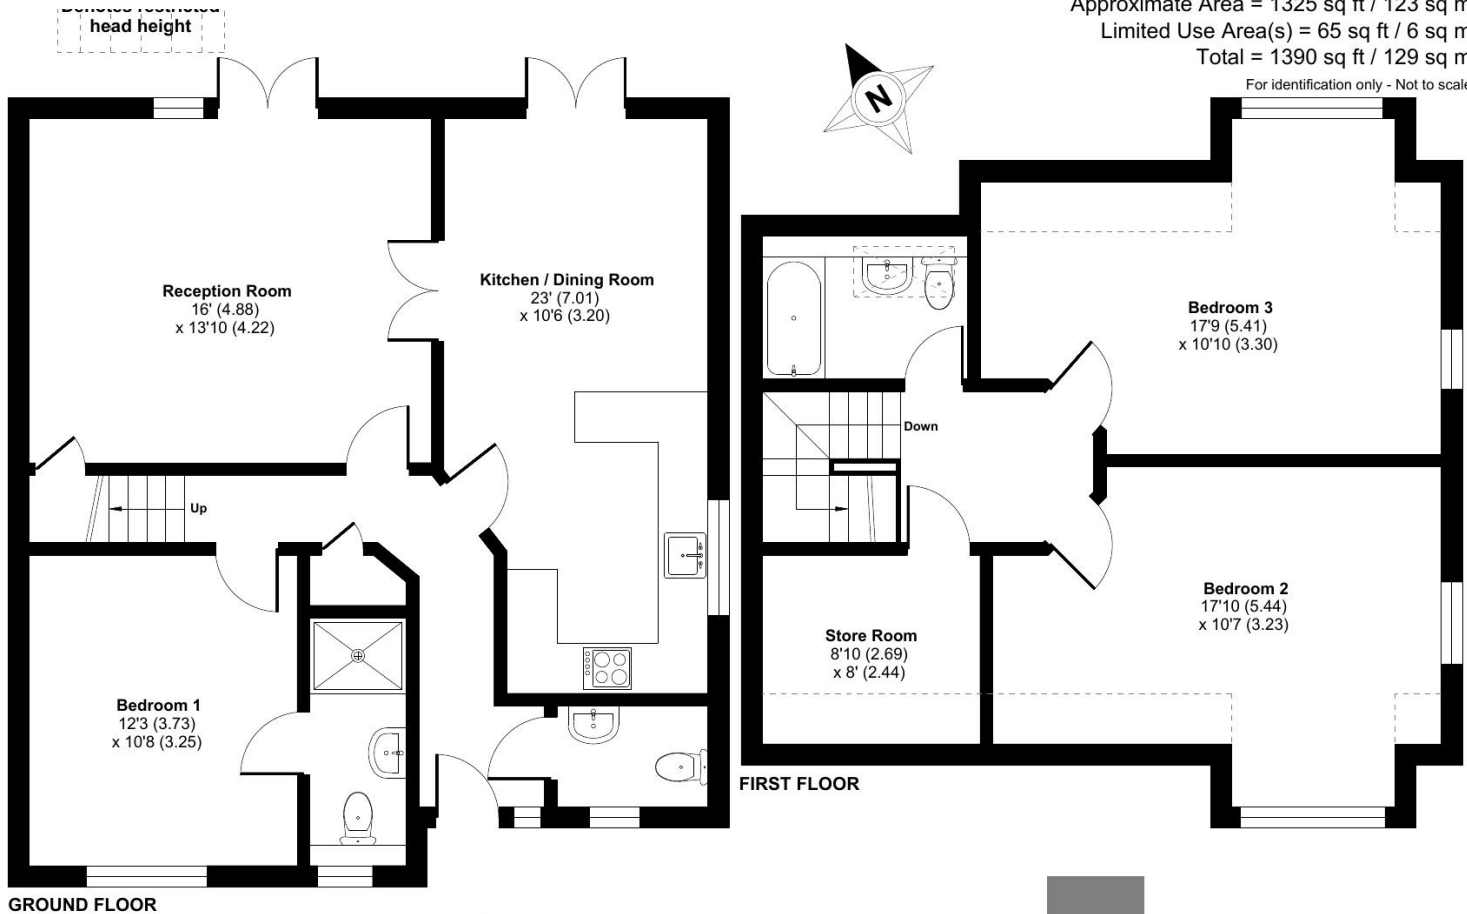 Denotes restricted
head height
Approximate Area = 1325 sq ft / 123 sq m
Limited Use Area(s) = 65 sq ft / 6 sq m
Total = 1390 sq ft / 129 sq m
For identification only - Not to scale
N
Reception Room
16' (4.88)
x 13'10 (4.22)
Kitchen / Dining Room
23' (7.01)
x 10'6 (3.20)
Up
Bedroom 1
12'3 (3.73)
x 10'8 (3.25)
GROUND FLOOR
Bedroom 3
17'9 (5.41)
x 10'10 (3.30)
Down
Bedroom 2
17'10 (5.44)
x 10'7 (3.23)
Store Room
8'10 (2.69)
x 8' (2.44)
FIRST FLOOR